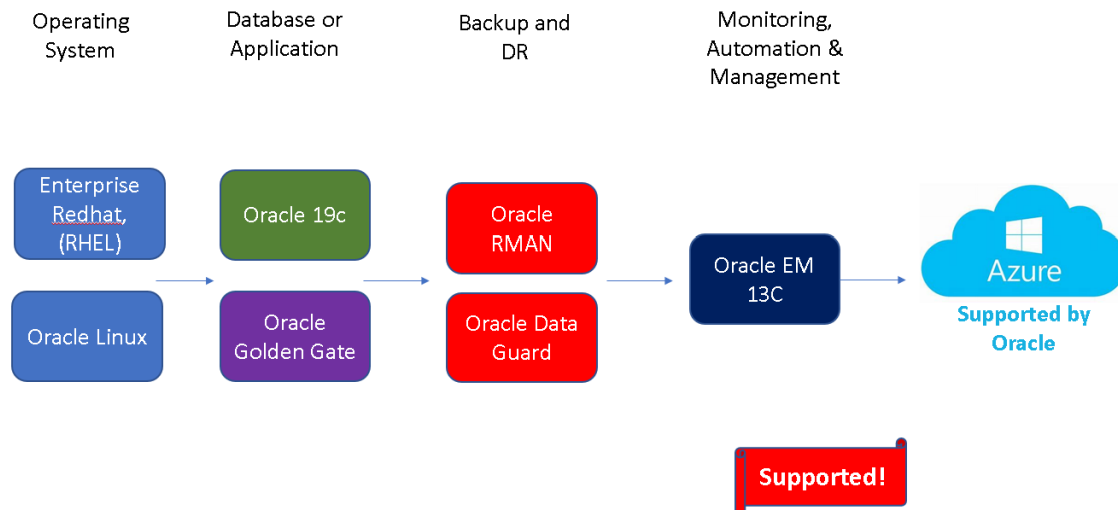 Operating
System
Database or
Application
Backup and
DR
Monitoring,
Automation &
Management
Enterprise
Redhat,
(RHEL)
Oracle Linux
Oracle 19c
Oracle
Golden Gate
Oracle
RMAN
Oracle Data
Guard
Oracle EM
13C
Azure
Supported by
Oracle
Supported!